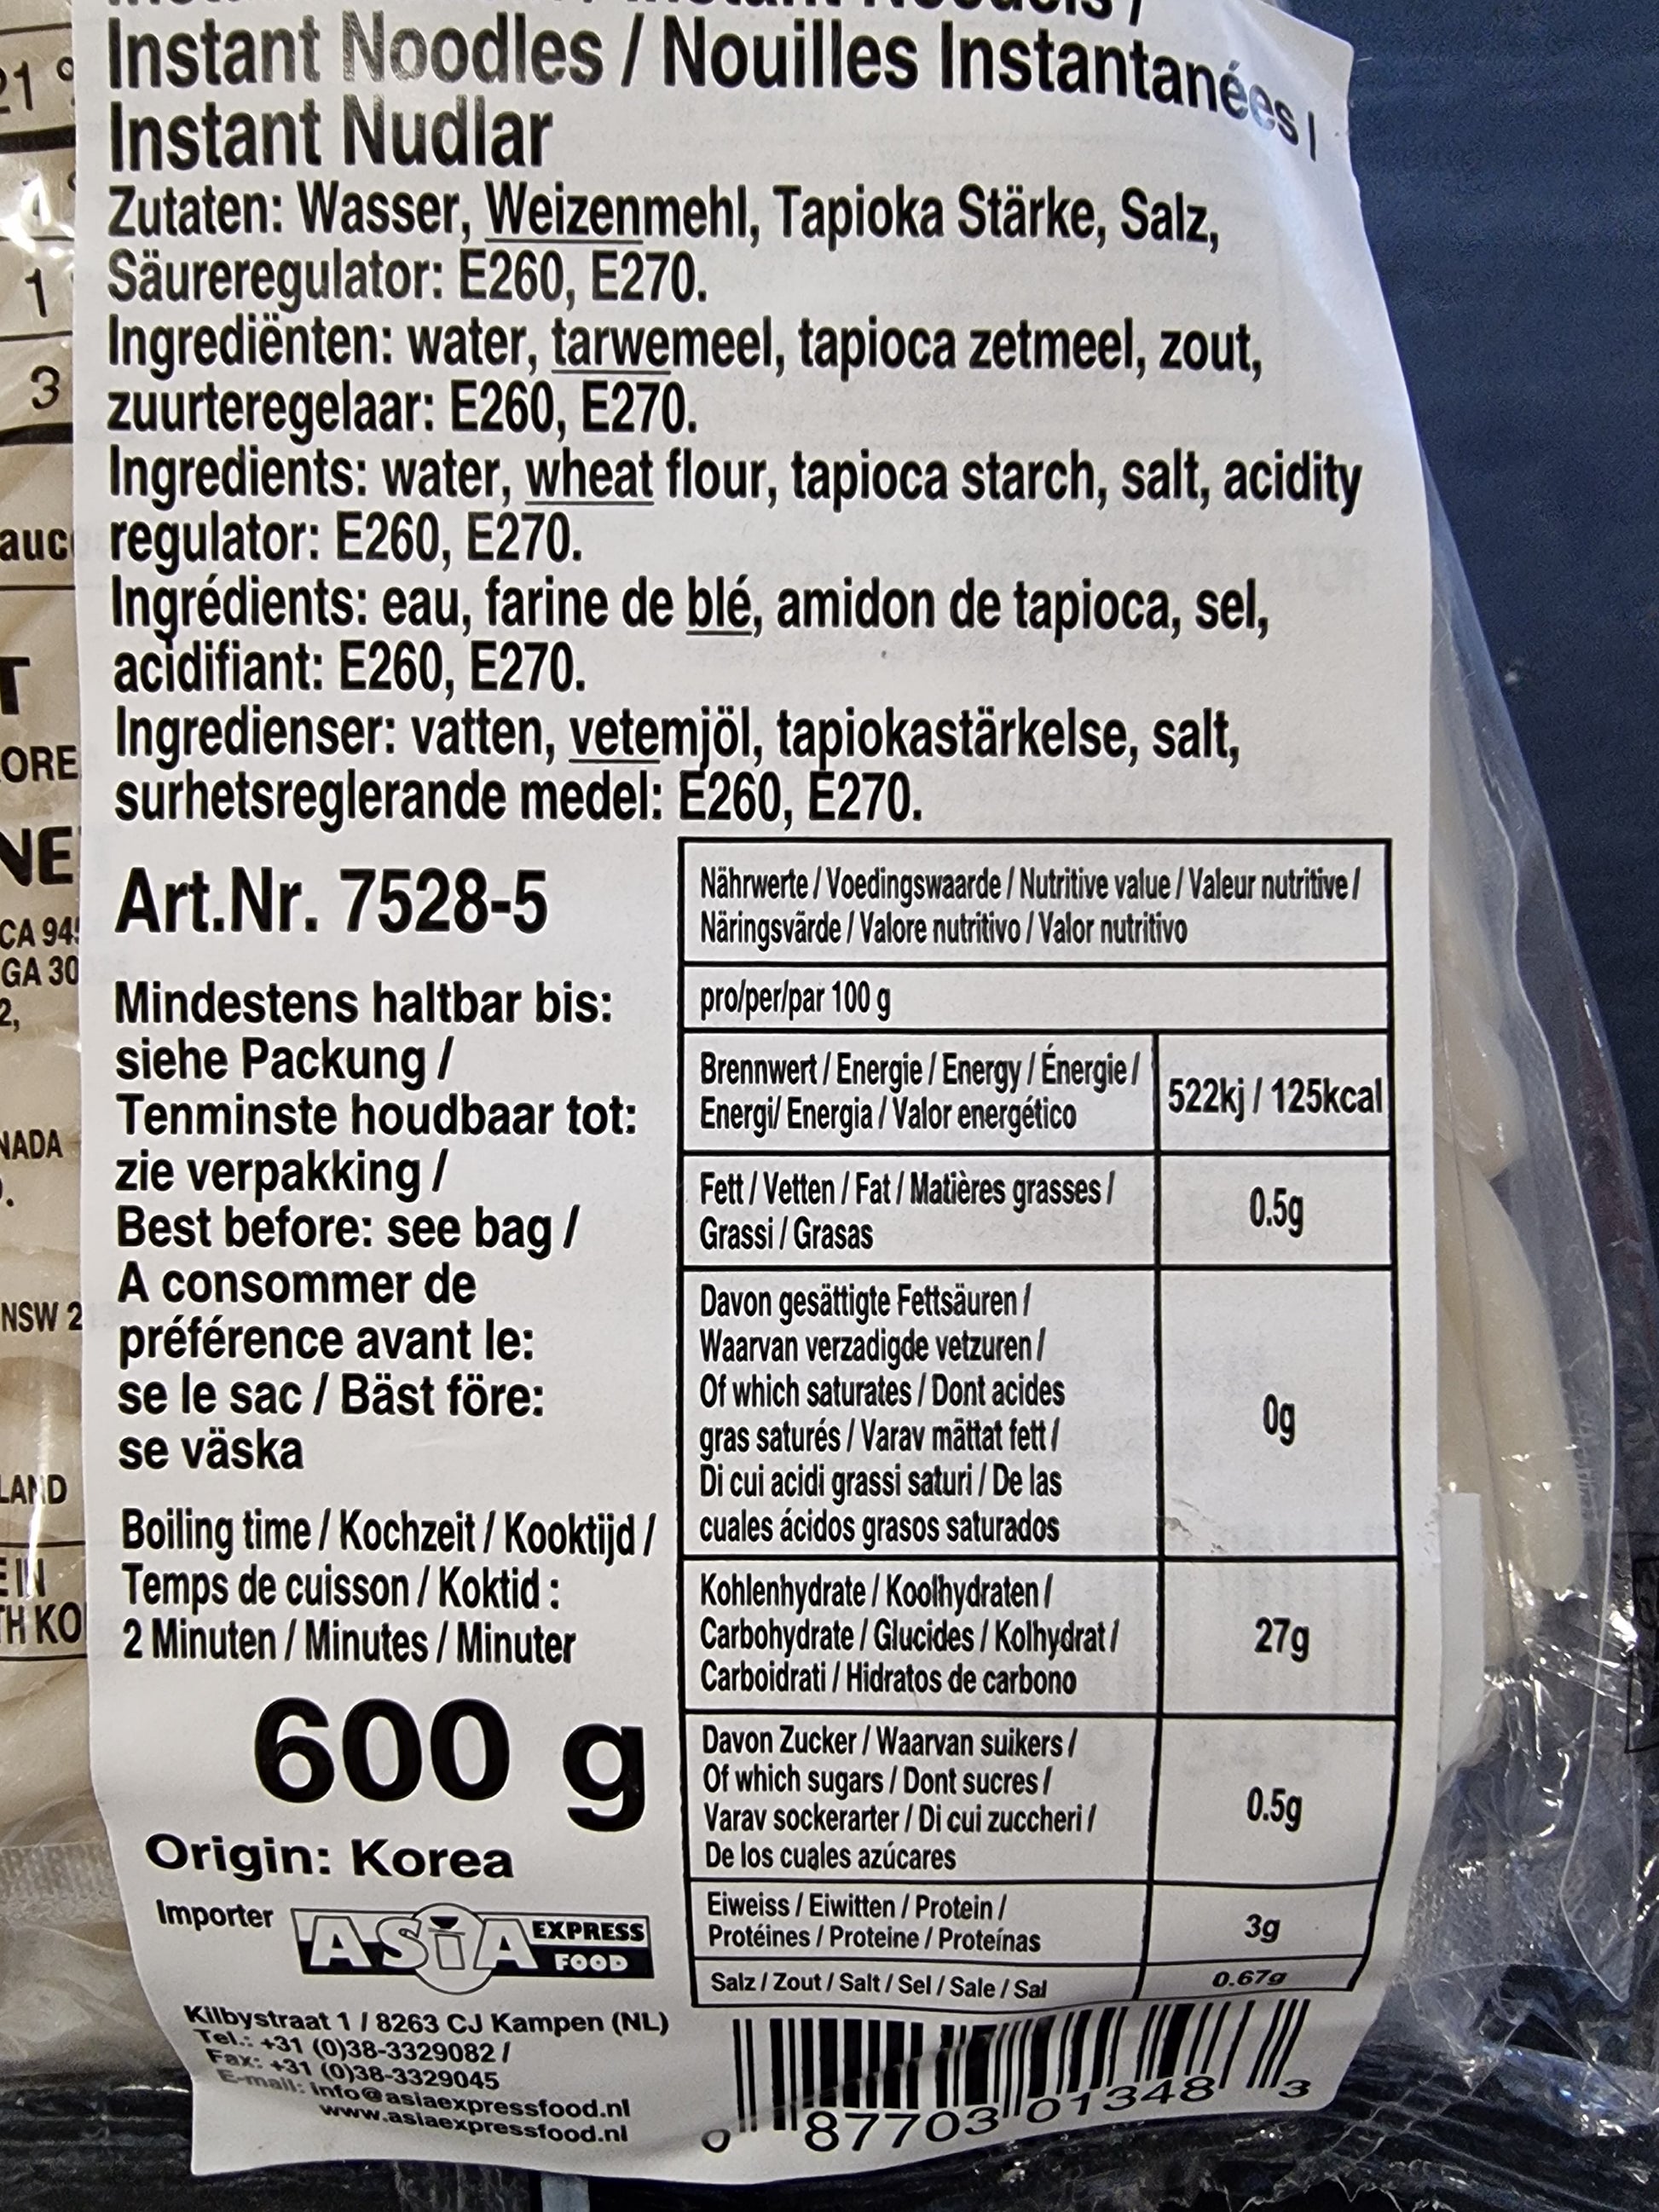 Instant Noodles / Nouilles Instantanées /
Instant Nudlar
Zutaten: Wasser, Weizenmehl, Tapioka Stärke, Salz,
Säureregulator: E260, E270.
Ingrediënten: water, tarwemeel, tapioca zetmeel, zout,
zuurteregelaar: E260, E270.
Ingredients: water, wheat flour, tapioca starch, salt, acidity
regulator: E260, E270.
Ingrédients: eau, farine de blé, amidon de tapioca, sel,
acidifiant: E260, E270.
Ingredienser: vatten, vetemjöl, tapiokastärkelse, salt,
surhetsreglerande medel: E260, E270.
Art.Nr. 7528-5
Mindestens haltbar bis:
siehe Packung /
Tenminste houdbaar tot:
zie verpakking /
Best before: see bag /
A consommer de
préférence avant le:
se le sac / Bäst före:
se väska
Boiling time / Kochzeit / Kooktijd /
Temps de cuisson / Koktid :
2 Minuten / Minutes / Minuter
600 g
Origin: Korea
Importer
ASiA EXPRESS
FOOD
Kilbystraat 1 / 8263 CJ Kampen (NL)
Tel.: +31 (0)38-3329082 /
Fax: +31 (0)38-3329045
E-mail: info@asiaexpressfood.nl
www.asiaexpressfood.nl
Nährwerte / Voedingswaarde / Nutritive value / Valeur nutritive /
Näringsvärde / Valore nutritivo / Valor nutritivo
pro/per/par 100 g
Brennwert / Energie / Energy / Énergie /
Energi/ Energia / Valor energético
522kj / 125kcal
Fett / Vetten / Fat / Matières grasses /
Grassi / Grasas
0.5g
Davon gesättigte Fettsäuren /
Waarvan verzadigde vetzuren /
Of which saturates / Dont acides
gras saturés / Varav mättat fett /
Di cui acidi grassi saturi / De las
cuales ácidos grasos saturados
0g
Kohlenhydrate / Koolhydraten /
Carbohydrate / Glucides / Kolhydrat /
Carboidrati / Hidratos de carbono
27g
Davon Zucker / Waarvan suikers /
Of which sugars / Dont sucres /
Varav sockerarter / Di cui zuccheri /
De los cuales azúcares
0.5g
Eiweiss / Eiwitten / Protein /
Protéines / Proteine / Proteínas
3g
Salz / Zout / Salt / Sel / Sale / Sal
0.67g
0 87703 01348 3